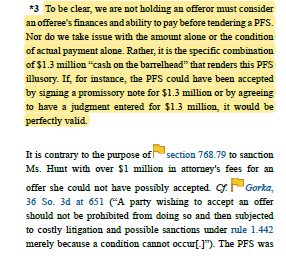 *3 To be clear, we are not holding an offeror must consider
an offeree's finances and ability to pay before tendering a PFS.
Nor do we take issue with the amount alone or the condition
of actual payment alone. Rather, it is the specific combination
of $1.3 million “cash on the barrelhead” that renders this PFS
illusory. If, for instance, the PFS could have been accepted
by signing a promissory note for $1.3 million or by agreeing
to have a judgment entered for $1.3 million, it would be
perfectly valid.
It is contrary to the purpose of section 768.79 to sanction
Ms. Hunt with over $1 million in attorney's fees for an
offer she could not have possibly accepted. Cf. Gorka,
36 So. 3d at 651 (“A party wishing to accept an offer
should not be prohibited from doing so and then subjected
to costly litigation and possible sanctions under rule 1.442
merely because a condition cannot occur[.]”). The PFS was